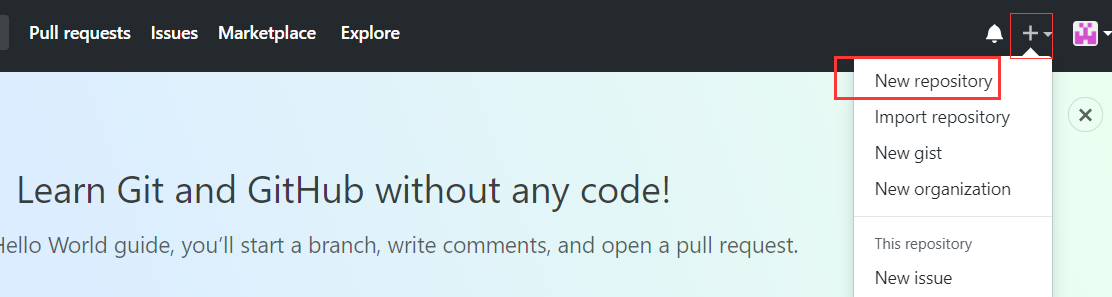 Pull requests Issues Marketplace Explore
New repository
Import repository
New gist
New organization
This repository
New issue
Learn Git and GitHub without any code!
Hello World guide, you’ll start a branch, write comments, and open a pull request.